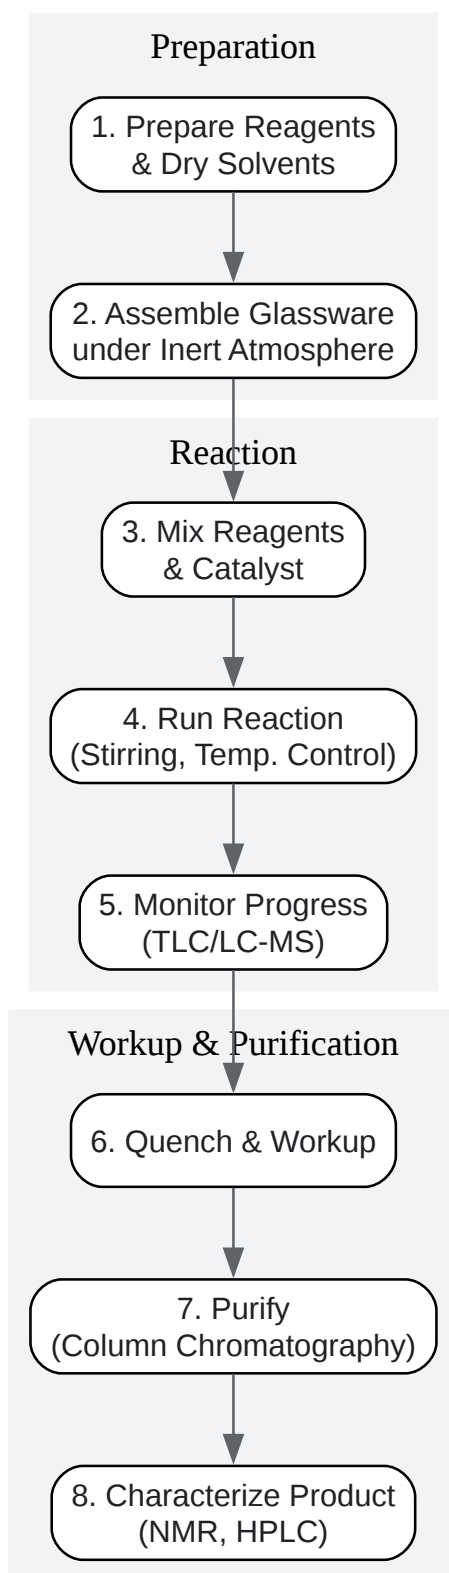 Preparation
1. Prepare Reagents
& Dry Solvents
2. Assemble Glassware
under Inert Atmosphere
Reaction
3. Mix Reagents
& Catalyst
4. Run Reaction
(Stirring, Temp. Control)
5. Monitor Progress
(TLC/LC-MS)
Workup & Purification
6. Quench & Workup
7. Purify
(Column Chromatography)
8. Characterize Product
(NMR, HPLC)